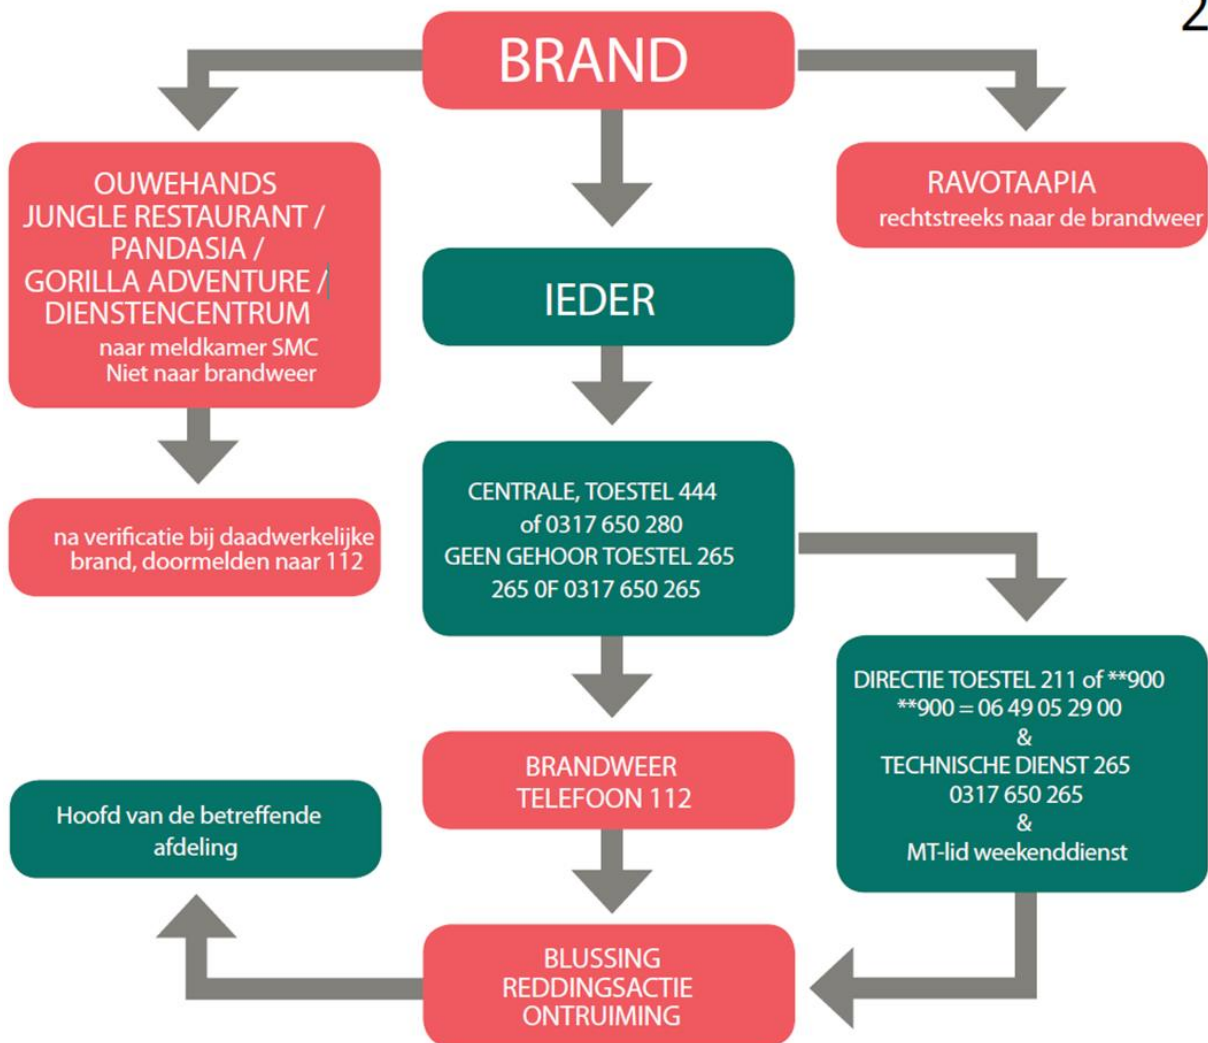 2
BRAND
OUWEHANDS
JUNGLE RESTAURANT /
PANDASIA /
GORILLA ADVENTURE /
DIENSTENCENTRUM
naar meldkamer SMC
Niet naar brandweer
RAVOTAAPIA
rechtstreeks naar de brandweer
IEDER
na verificatie bij daadwerkelijke
brand, doormelden naar 112
CENTRALE, TOESTEL 444
of 0317 650 280
GEEN GEHOOR TOESTEL 265
265 0F 0317 650 265
DIRECTIE TOESTEL 211 of **900
**900 = 06 49 05 29 00
&
TECHNISCHE DIENST 265
0317 650 265
&
MT-lid weekenddienst
BRANDWEER
TELEFOON 112
Hoofd van de betreffende
afdeling
BLUSSING
REDDINGSACTIE
ONTRUIMING